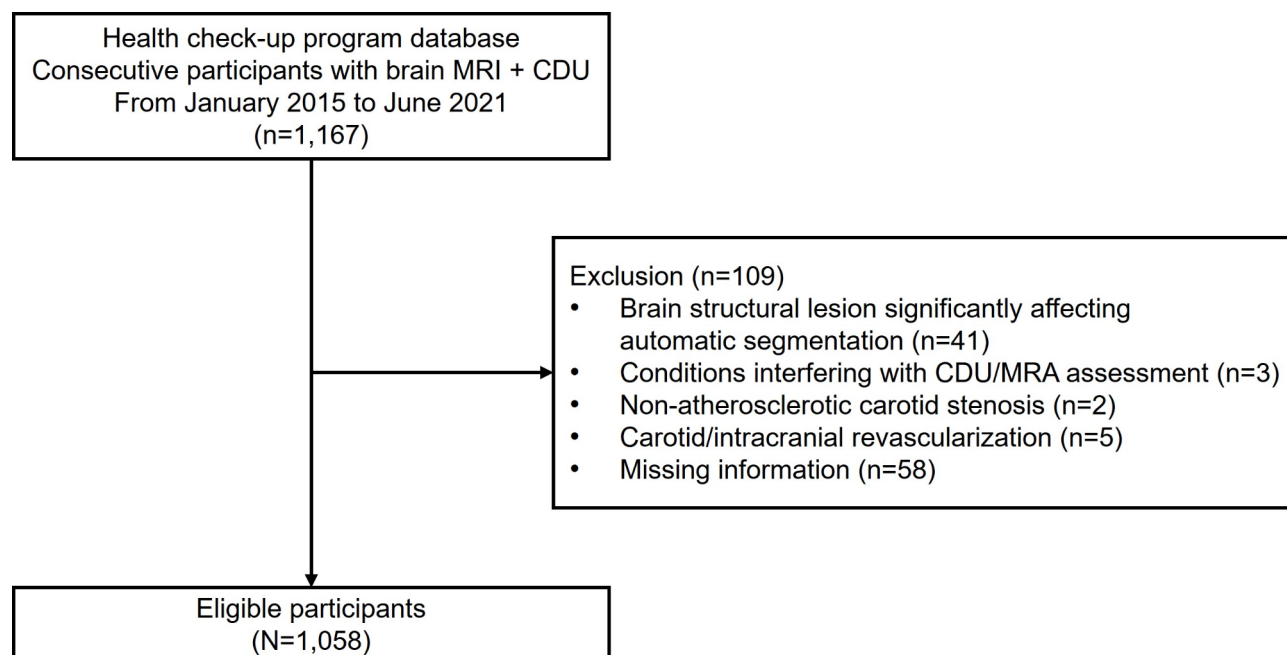 Health check-up program database
Consecutive participants with brain MRI + CDU
From January 2015 to June 2021
(n=1,167)
Exclusion (n=109)
• Brain structural lesion significantly affecting
automatic segmentation (n=41)
• Conditions interfering with CDU/MRA assessment (n=3)
• Non-atherosclerotic carotid stenosis (n=2)
• Carotid/intracranial revascularization (n=5)
• Missing information (n=58)
Eligible participants
(N=1,058)